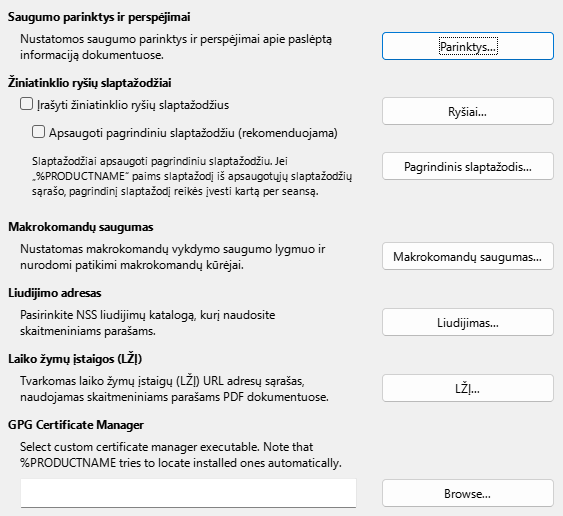 Saugumo parinktys ir perspėjimai
Nustatomos saugumo parinktys ir perspėjimai apie paslėptą
informaciją dokumentuose.
Parinktys...
Žiniatinklio ryšių slaptažodžiai
Įrašyti žiniatinklio ryšių slaptažodžius
Ryšiai...
Apsaugoti pagrindiniu slaptažodžiu (rekomenduojama)
Slaptažodžiai apsaugoti pagrindiniu slaptažodžiu. Jei
„%PRODUCTNAME“ paims slaptažodį iš apsaugotųjų slaptažodžių
sąrašo, pagrindinį slaptažodį reikės įvesti kartą per seansą.
Pagrindinis slaptažodis...
Makrokomandų saugumas
Nustatomas makrokomandų vykdymo saugumo lygmuo ir
nurodomi patikimi makrokomandų kūrėjai.
Makrokomandų saugumas...
Liudijimo adresas
Pasirinkite NSS liudijimų katalogą, kurį naudosite
skaitmeniniams parašams.
Liudijimas...
Laiko žymų įstaigos (LŽĮ)
Tvarkomas laiko žymų įstaigų (LŽĮ) URL adresų sąrašas,
naudojamas skaitmeniniams parašams PDF dokumentuose.
LŽĮ...
GPG Certificate Manager
Select custom certificate manager executable. Note that
%PRODUCTNAME tries to locate installed ones automatically.
Browse...